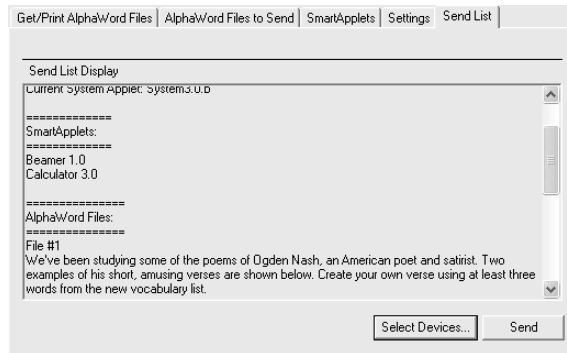 Get/Print AlphaWord Files AlphaWord Files to Send SmartApplets Settings Send List
Send List Display
Current System Applet: System3.0.b
=============
SmartApplets:
=============
Beamer 1.0
Calculator 3.0
===============
AlphaWord Files:
===============
File #1
We've been studying some of the poems of Ogden Nash, an American poet and satirist. Two
examples of his short, amusing verses are shown below. Create your own verse using at least three
words from the new vocabulary list.
Select Devices... Send